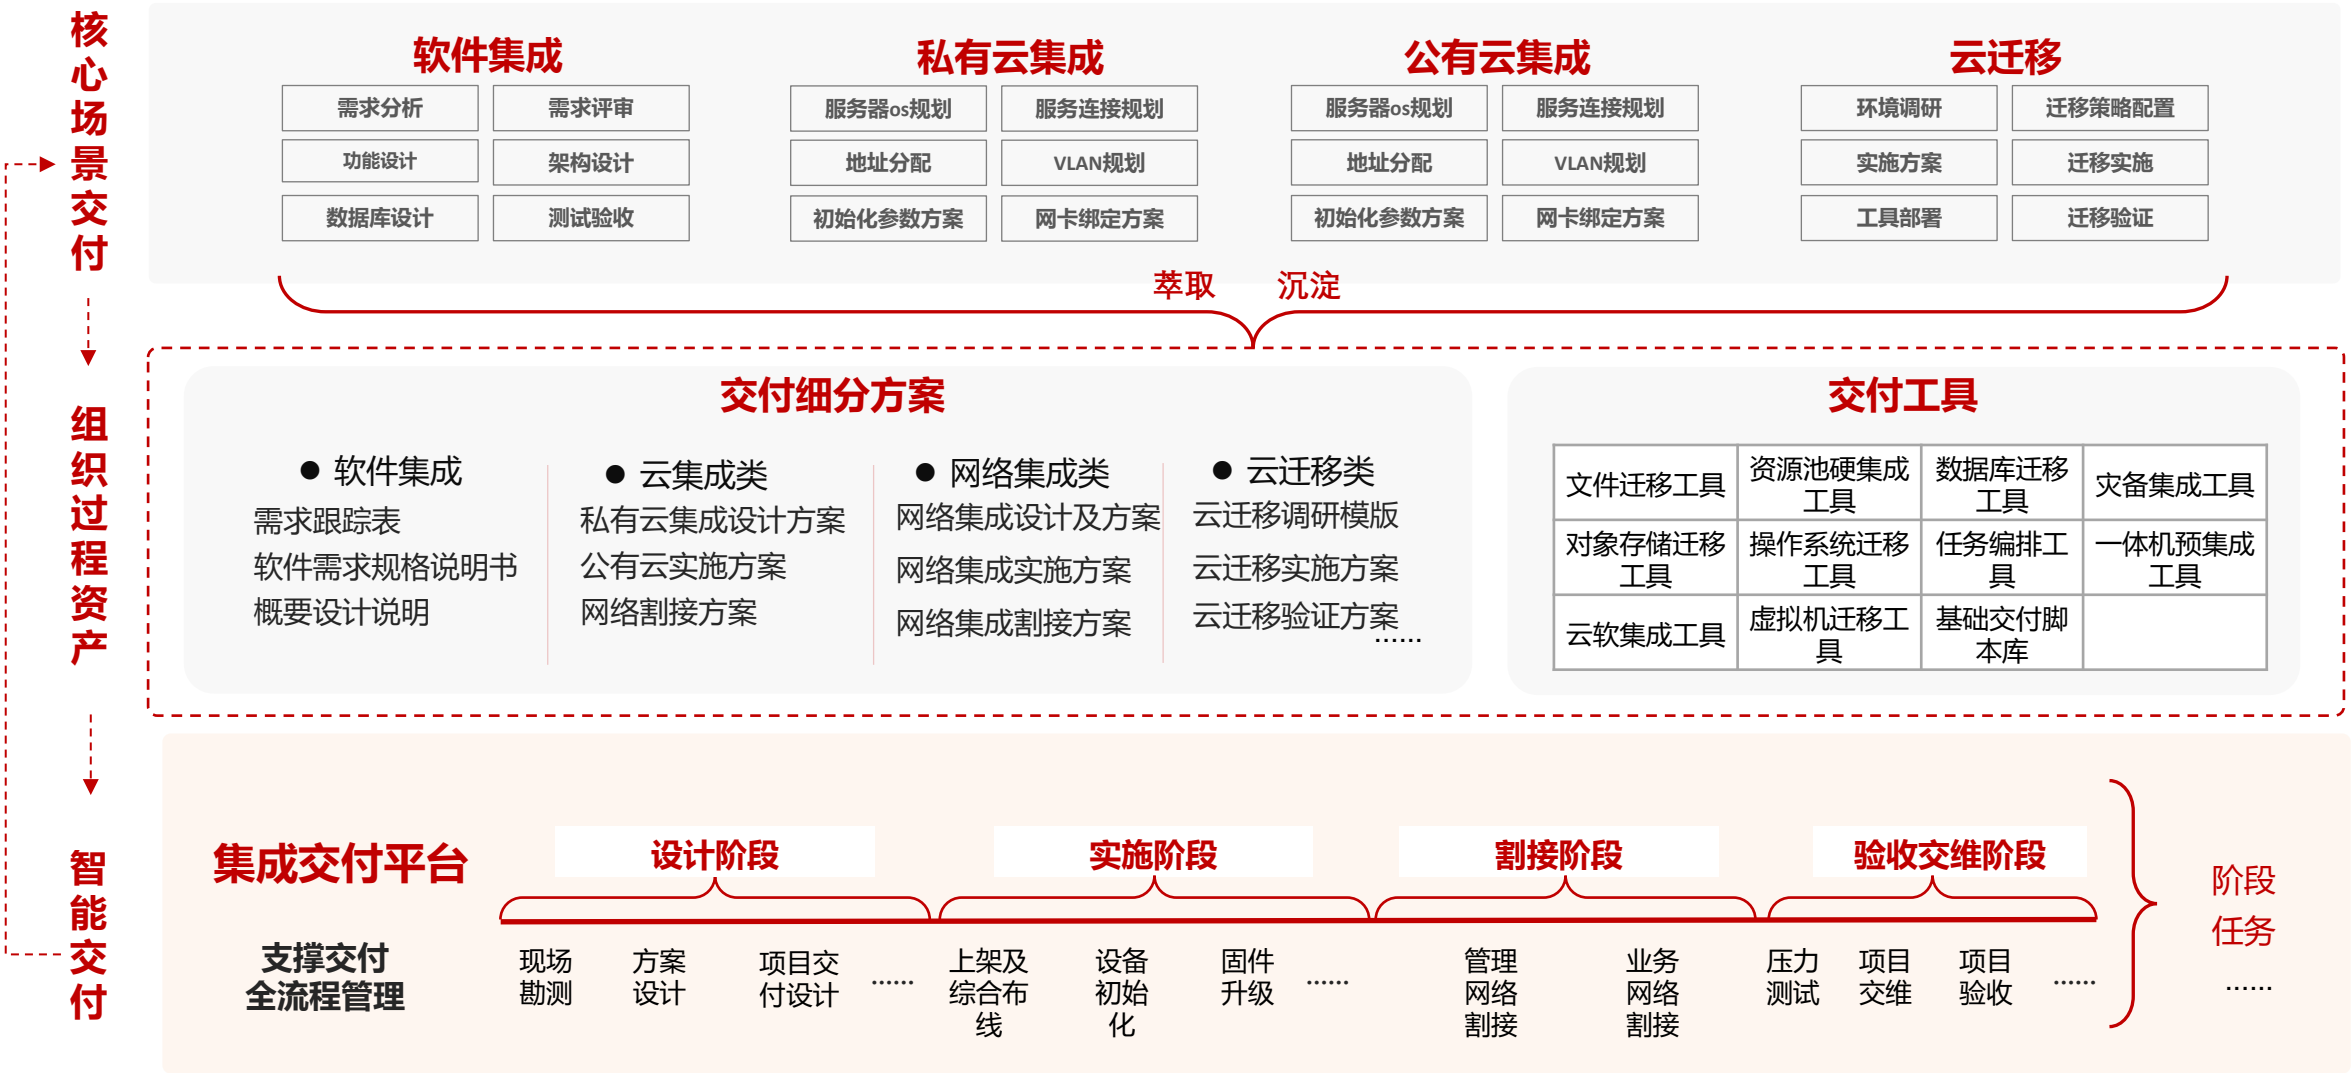 核心场景交付
软件集成
需求分析
需求评审
功能设计
架构设计
数据库设计
测试验收
私有云集成
服务器os规划
服务连接规划
地址分配
VLAN规划
初始化参数方案
网卡绑定方案
公有云集成
服务器os规划
服务连接规划
地址分配
VLAN规划
初始化参数方案
网卡绑定方案
云迁移
环境调研
迁移策略配置
实施方案
迁移实施
工具部署
迁移验证
萃取
沉淀
组织过程资产
交付细分方案
● 软件集成
需求跟踪表
软件需求规格说明书
概要设计说明
● 云集成类
私有云集成设计方案
公有云实施方案
网络割接方案
● 网络集成类
网络集成设计及方案
网络集成实施方案
网络集成割接方案
● 云迁移类
云迁移调研模版
云迁移实施方案
云迁移验证方案
......
交付工具
文件迁移工具
资源池硬集成
工具
数据库迁移
工具
灾备集成工具
对象存储迁移
工具
操作系统迁移
工具
任务编排工
具
一体机预集成
工具
云软集成工具
虚拟机迁移工
具
基础交付脚
本库
智能交付
集成交付平台
支撑交付
全流程管理
设计阶段
现场
勘测
方案
设计
项目交
付设计
......
实施阶段
上架及
综合布
线
设备
初始
化
固件
升级
......
割接阶段
管理
网络
割接
业务
网络
割接
验收交维阶段
压力
测试
项目
交维
项目
验收
......
阶段
任务
......